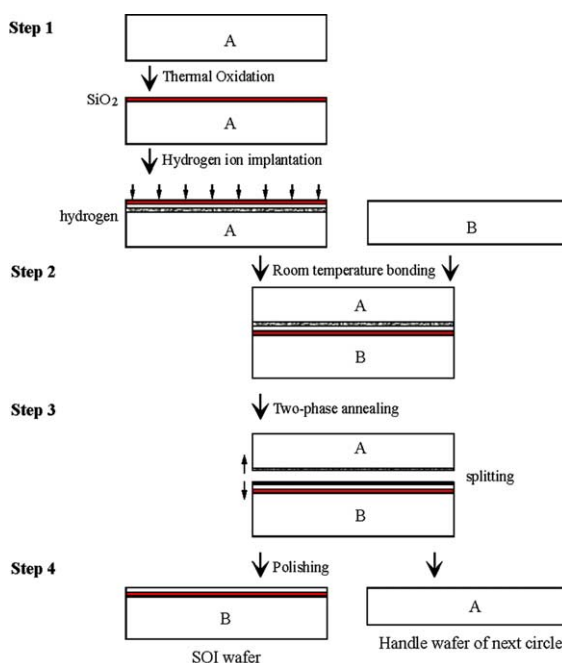 Step 1
A
Thermal Oxidation
SiO2
A
Hydrogen ion implantation
hydrogen
A
B
Step 2
Room temperature bonding
A
B
Step 3
Two-phase annealing
A
splitting
B
Step 4
Polishing
B
A
SOI wafer
Handle wafer of next circle